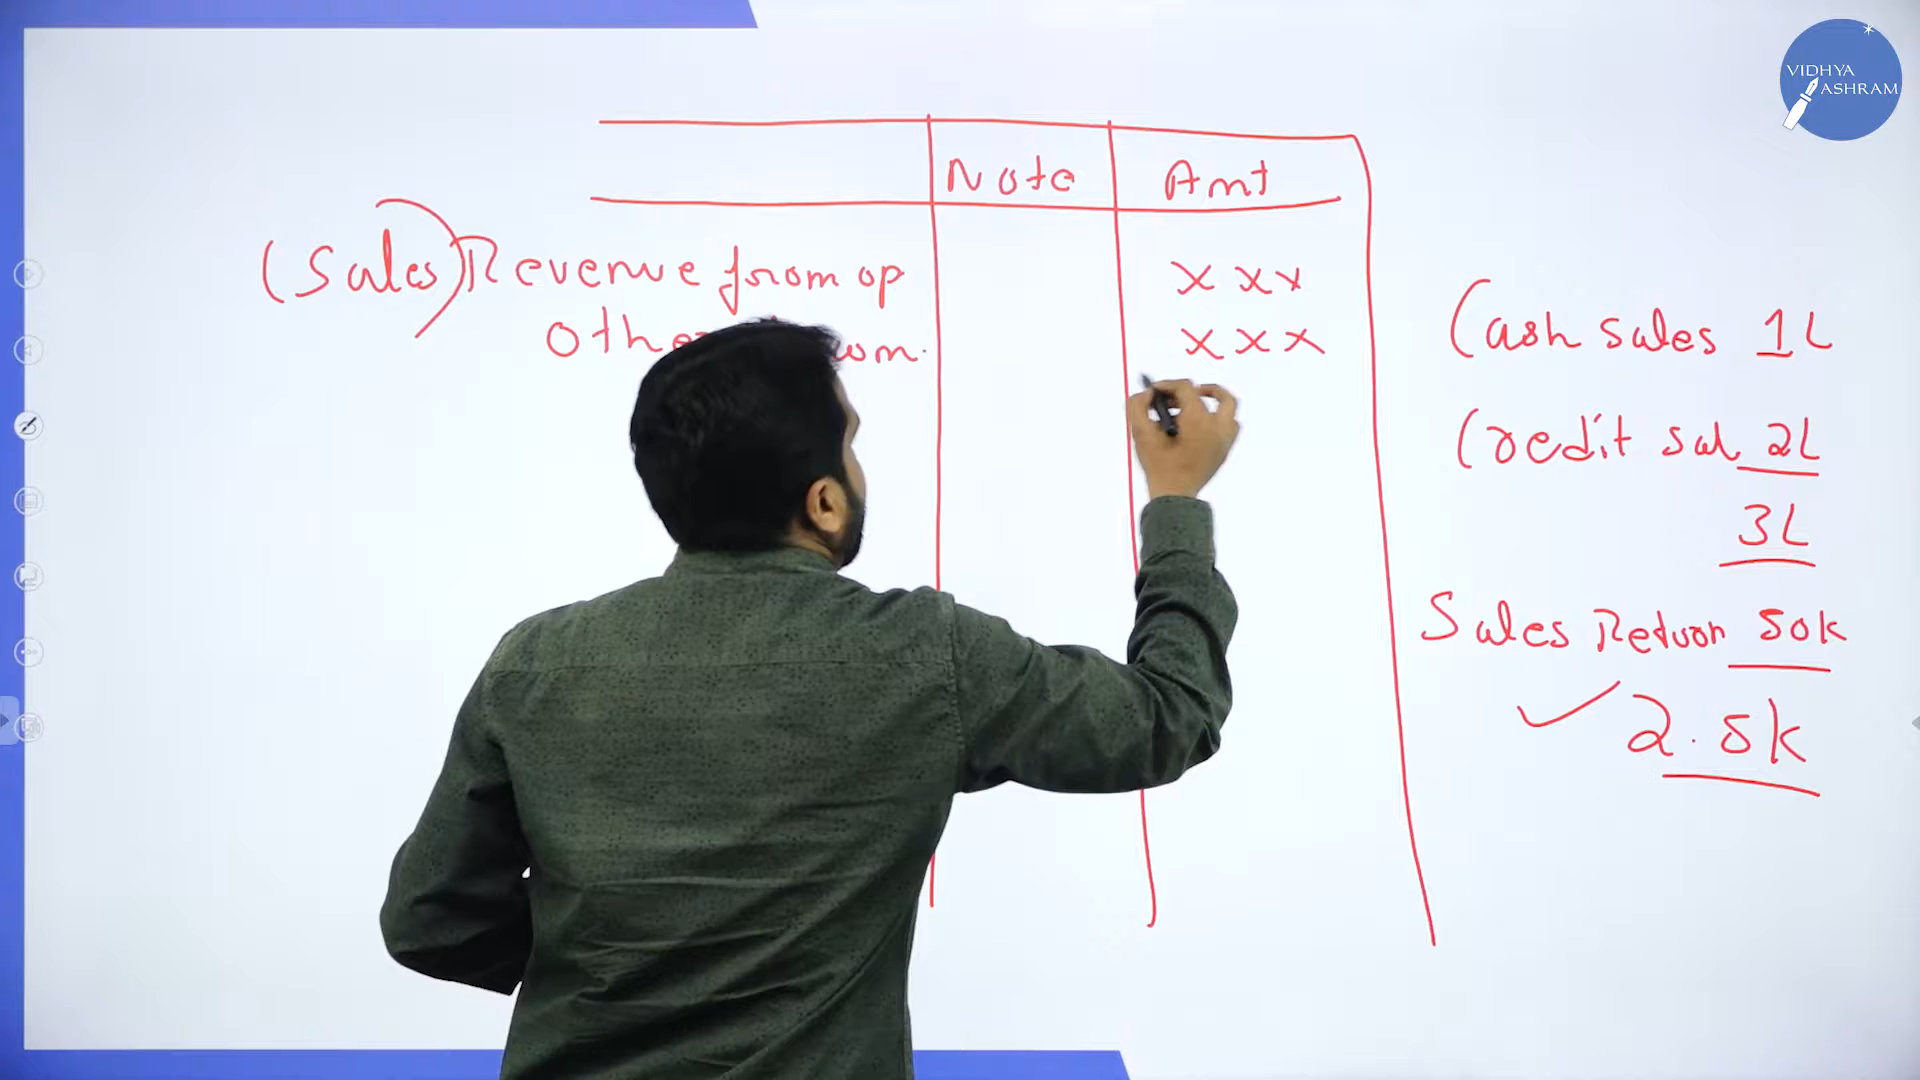 VIDHYA
ASHRAM
Note Amt
(Sales) Revenue from op xxx
xxx
Cash sales 1L
Credit sal 2L
3L
Sales Return 50k
✓ 2.5k